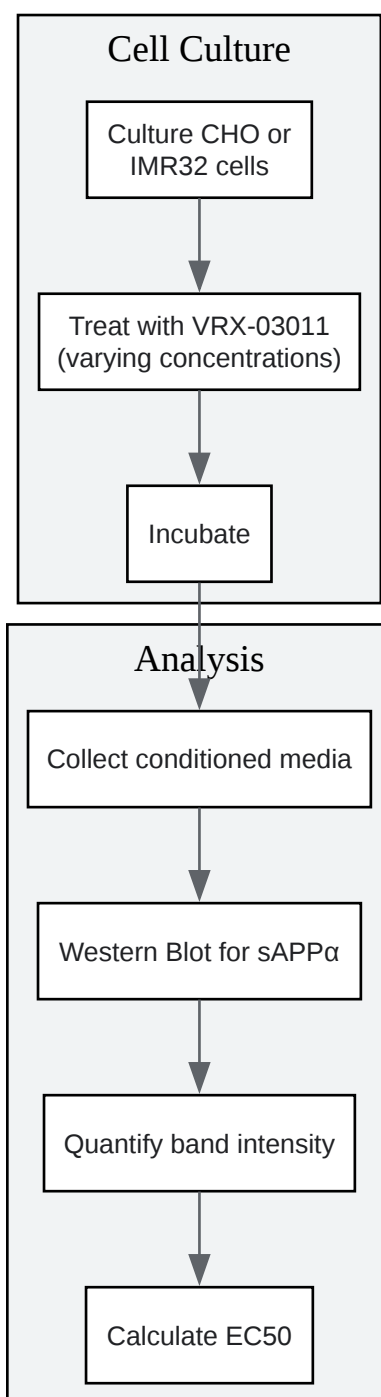 Cell Culture
Culture CHO or
IMR32 cells
Treat with VRX-03011
(varying concentrations)
Incubate
Analysis
Collect conditioned media
Western Blot for sAPPα
Quantify band intensity
Calculate EC50